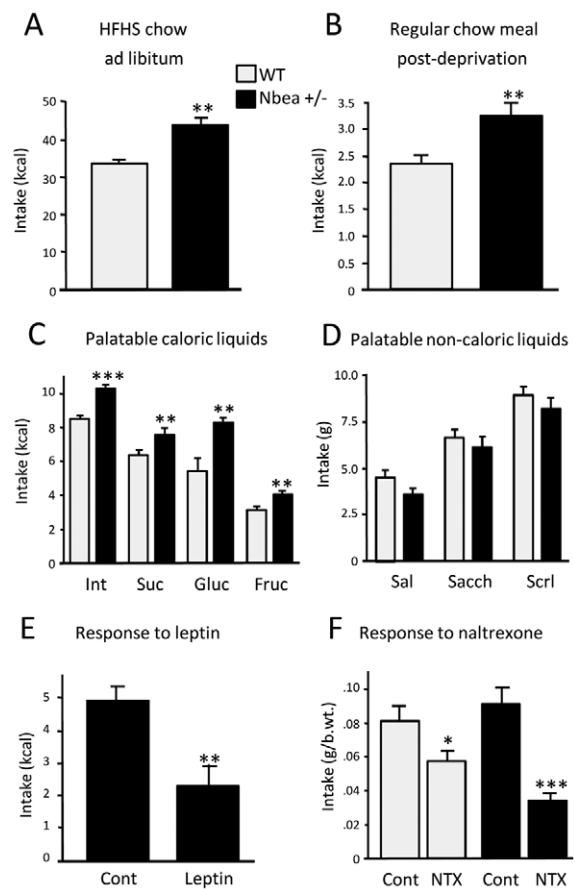 A
HFHS chow
ad libitum
B
Regular chow meal
post-deprivation
WT
Nbea +/-
Intake (kcal)
50
40
30
20
10
0
**
Intake (kcal)
3.5
3.0
2.5
2.0
1.5
1.0
0.5
0.0
**
C
Palatable caloric liquids
Intake (kcal)
10
8
6
4
2
0
***
**
**
**
Int Suc Gluc Fruc
D
Palatable non-caloric liquids
Intake (g)
10.0
7.5
5.0
2.5
0
Sal Sacch Scrl
E
Response to leptin
Intake (kcal)
5
4
3
2
1
0
**
Cont Leptin
F
Response to naltrexone
Intake (g/b.wt.)
.10
.08
.06
.04
.02
0
*
***
Cont NTX Cont NTX